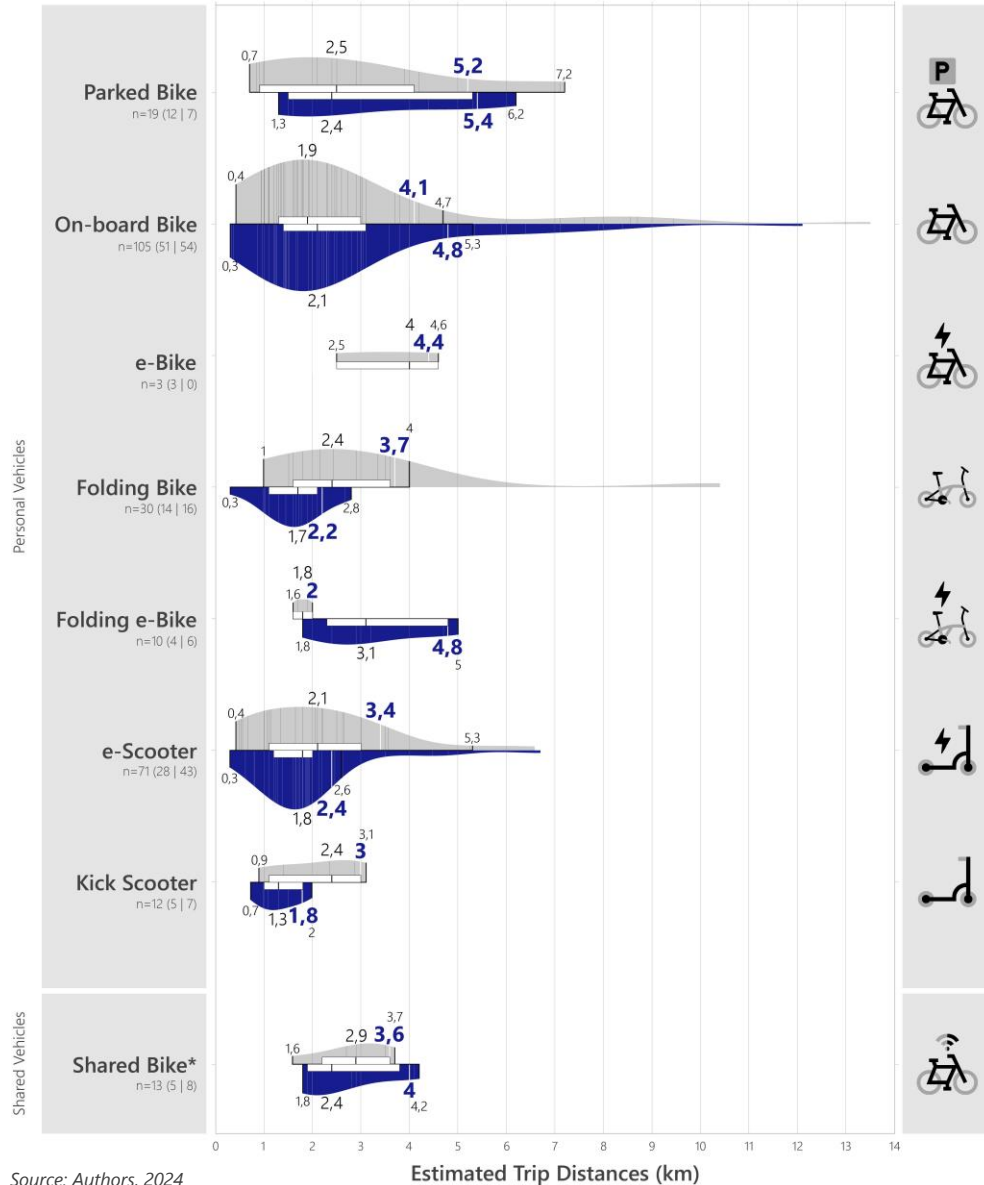 Personal Vehicles
Parked Bike
n=19 (12 | 7)
0,7
2,5
5,2
7,2
1,3
2,4
5,4
6,2
P
On-board Bike
n=105 (51 | 54)
0,4
1,9
4,1
4,7
0,3
2,1
4,8
5,3
e-Bike
n=3 (3 | 0)
2,5
4
4,6
4,4
Folding Bike
n=30 (14 | 16)
1
2,4
3,7
4
0,3
1,7
2,2
2,8
Folding e-Bike
n=10 (4 | 6)
1,8
1,6
2
1,8
3,1
4,8
5
e-Scooter
n=71 (28 | 43)
0,4
2,1
3,4
5,3
0,3
1,8
2,4
2,6
Kick Scooter
n=12 (5 | 7)
0,9
2,4
3
3,1
0,7
1,3
1,8
2
Shared Vehicles
Shared Bike*
n=13 (5 | 8)
1,6
2,9
3,6
3,7
1,8
2,4
4
4,2
0 1 2 3 4 5 6 7 8 9 10 11 12 13 14
Estimated Trip Distances (km)
Source: Authors, 2024